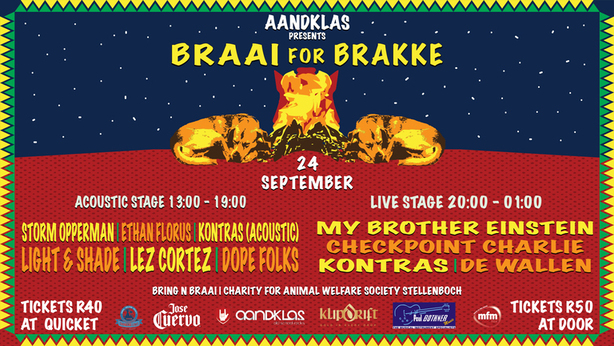 AANDKLAS
PRESENTS
BRAAI FOR BRAKKE
24
SEPTEMBER
ACOUSTIC STAGE 13:00 - 19:00
STORM OPPERMAN | ETHAN FLORUS | KONTRAS (ACOUSTIC)
LIGHT & SHADE | LEZ CORTEZ | DOPE FOLKS
LIVE STAGE 20:00 - 01:00
MY BROTHER EINSTEIN
CHECKPOINT CHARLIE
KONTRAS | DE WALLEN
BRING N BRAAI | CHARITY FOR ANIMAL WELFARE SOCIETY STELLENBOCH
TICKETS R40
AT QUICKET
Jose
Cuervo
AANDKLAS
KLIPDRIFT
Paul BOTHNER
mfm
TICKETS R50
AT DOOR